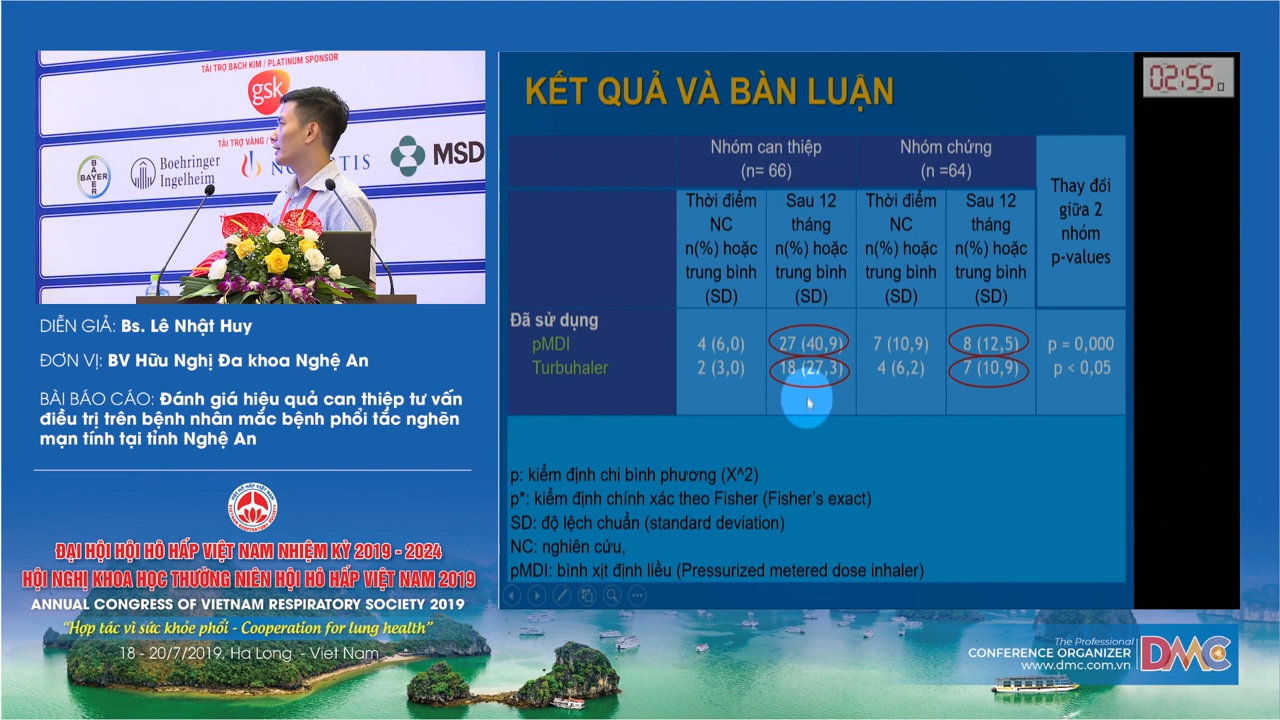 TÀI TRỢ BẠCH KIM / PLATINUM SPONSOR
gsk
TÀI TRỢ VÀNG /
BAYER
BAYER
Boehringer
Ingelheim
MSD
DIỄN GIẢ: Bs. Lê Nhật Huy
ĐƠN VỊ: BV Hữu Nghị Đa khoa Nghệ An
BÀI BÁO CÁO: Đánh giá hiệu quả can thiệp tư vấn
điều trị trên bệnh nhân mắc bệnh phổi tắc nghẽn
mạn tính tại tỉnh Nghệ An
HỘI HÔ HẤP VIỆT NAM
VIETNAM RESPIRATORY SOCIETY
ĐẠI HỘI HỘI HÔ HẤP VIỆT NAM NHIỆM KỲ 2019 - 2024
HỘI NGHỊ KHOA HỌC THƯỜNG NIÊN HỘI HÔ HẤP VIỆT NAM 2019
ANNUAL CONGRESS OF VIETNAM RESPIRATORY SOCIETY 2019
“Hợp tác vì sức khỏe phổi - Cooperation for lung health”
18 - 20/7/2019, Ha Long - Viet Nam
KẾT QUẢ VÀ BÀN LUẬN
02:55
Nhóm can thiệp
(n= 66)
Nhóm chứng
(n =64)
Thay đổi
giữa 2
nhóm
p-values
Thời điểm
NC
n(%) hoặc
trung bình
(SD)
Sau 12
tháng
n(%) hoặc
trung bình
(SD)
Thời điểm
NC
n(%) hoặc
trung bình
(SD)
Sau 12
tháng
n(%) hoặc
trung bình
(SD)
Đã sử dụng
pMDI 4 (6,0) 27 (40,9) 7 (10,9) 8 (12,5) p = 0,000
Turbuhaler 2 (3,0) 18 (27,3) 4 (6,2) 7 (10,9) p < 0,05
p: kiểm định chi bình phương (X^2)
p*: kiểm định chính xác theo Fisher (Fisher's exact)
SD: độ lệch chuẩn (standard deviation)
NC: nghiên cứu,
pMDI: bình xịt định liều (Pressurized metered dose inhaler)
The Professional
CONFERENCE ORGANIZER
www.dmc.com.vn
DMC